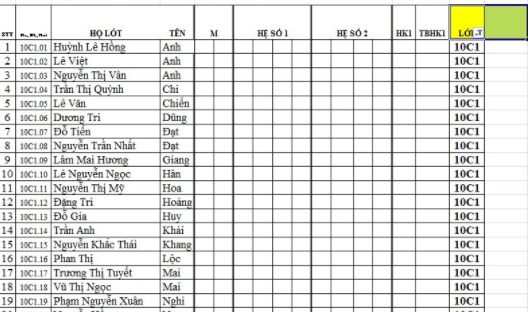 STT HỌ LÓT TÊN M HỆ SỐ 1 HỆ SỐ 2 HK1 TBHK1 LỚI
1 10C1.01 Huỳnh Lê Hồng Anh 10C1
2 10C1.02 Lê Việt Anh 10C1
3 10C1.03 Nguyễn Thị Vân Anh 10C1
4 10C1.04 Trần Thị Quỳnh Chi 10C1
5 10C1.05 Lê Văn Chiến 10C1
6 10C1.06 Dương Trí Dũng 10C1
7 10C1.07 Đỗ Tiến Đạt 10C1
8 10C1.08 Nguyễn Trần Nhất Đạt 10C1
9 10C1.09 Lâm Mai Hương Giang 10C1
10 10C1.10 Lê Nguyễn Ngọc Hân 10C1
11 10C1.11 Nguyễn Thị Mỹ Hoa 10C1
12 10C1.12 Đặng Trí Hoàng 10C1
13 10C1.13 Đỗ Gia Huy 10C1
14 10C1.14 Trần Anh Khải 10C1
15 10C1.15 Nguyễn Khắc Thái Khang 10C1
16 10C1.16 Phan Thị Lộc 10C1
17 10C1.17 Trương Thị Tuyết Mai 10C1
18 10C1.18 Vũ Thị Ngọc Mai 10C1
19 10C1.19 Phạm Nguyễn Xuân Nghi 10C1